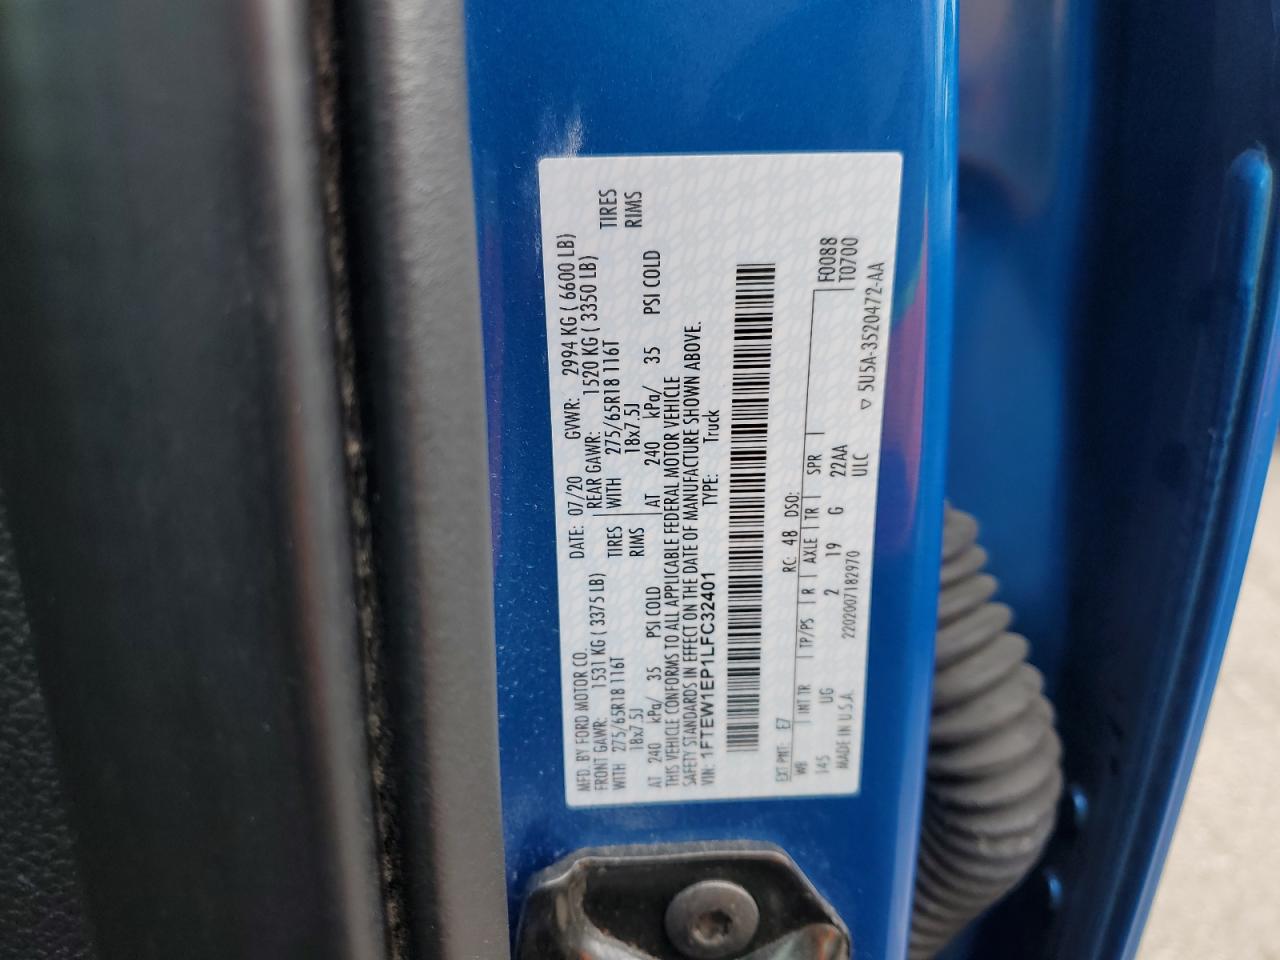 MFD. BY FORD MOTOR CO.
DATE: 07/20 GVWR: 2994 KG ( 6600 LB)
FRONT GAWR: 1531 KG ( 3375 LB)
REAR GAWR: 1520 KG ( 3350 LB)
WITH 275/65R18 116T TIRES
WITH 275/65R18 116T TIRES
18x7.5J RIMS
18x7.5J RIMS
AT 240 kPa/ 35 PSI COLD
AT 240 kPa/ 35 PSI COLD
THIS VEHICLE CONFORMS TO ALL APPLICABLE FEDERAL MOTOR VEHICLE
SAFETY STANDARDS IN EFFECT ON THE DATE OF MANUFACTURE SHOWN ABOVE.
VIN: 1FTEW1EP1LFC32401 TYPE: Truck
EXT PNT: E7 RC: 48 DSO: F0088
WB INT TR TP/PS R AXLE TR SPR T0700
145 UG 2 19 G 22AA
MADE IN U.S.A. 2202007182970 ULC
▽ 5U5A-3520472-AA